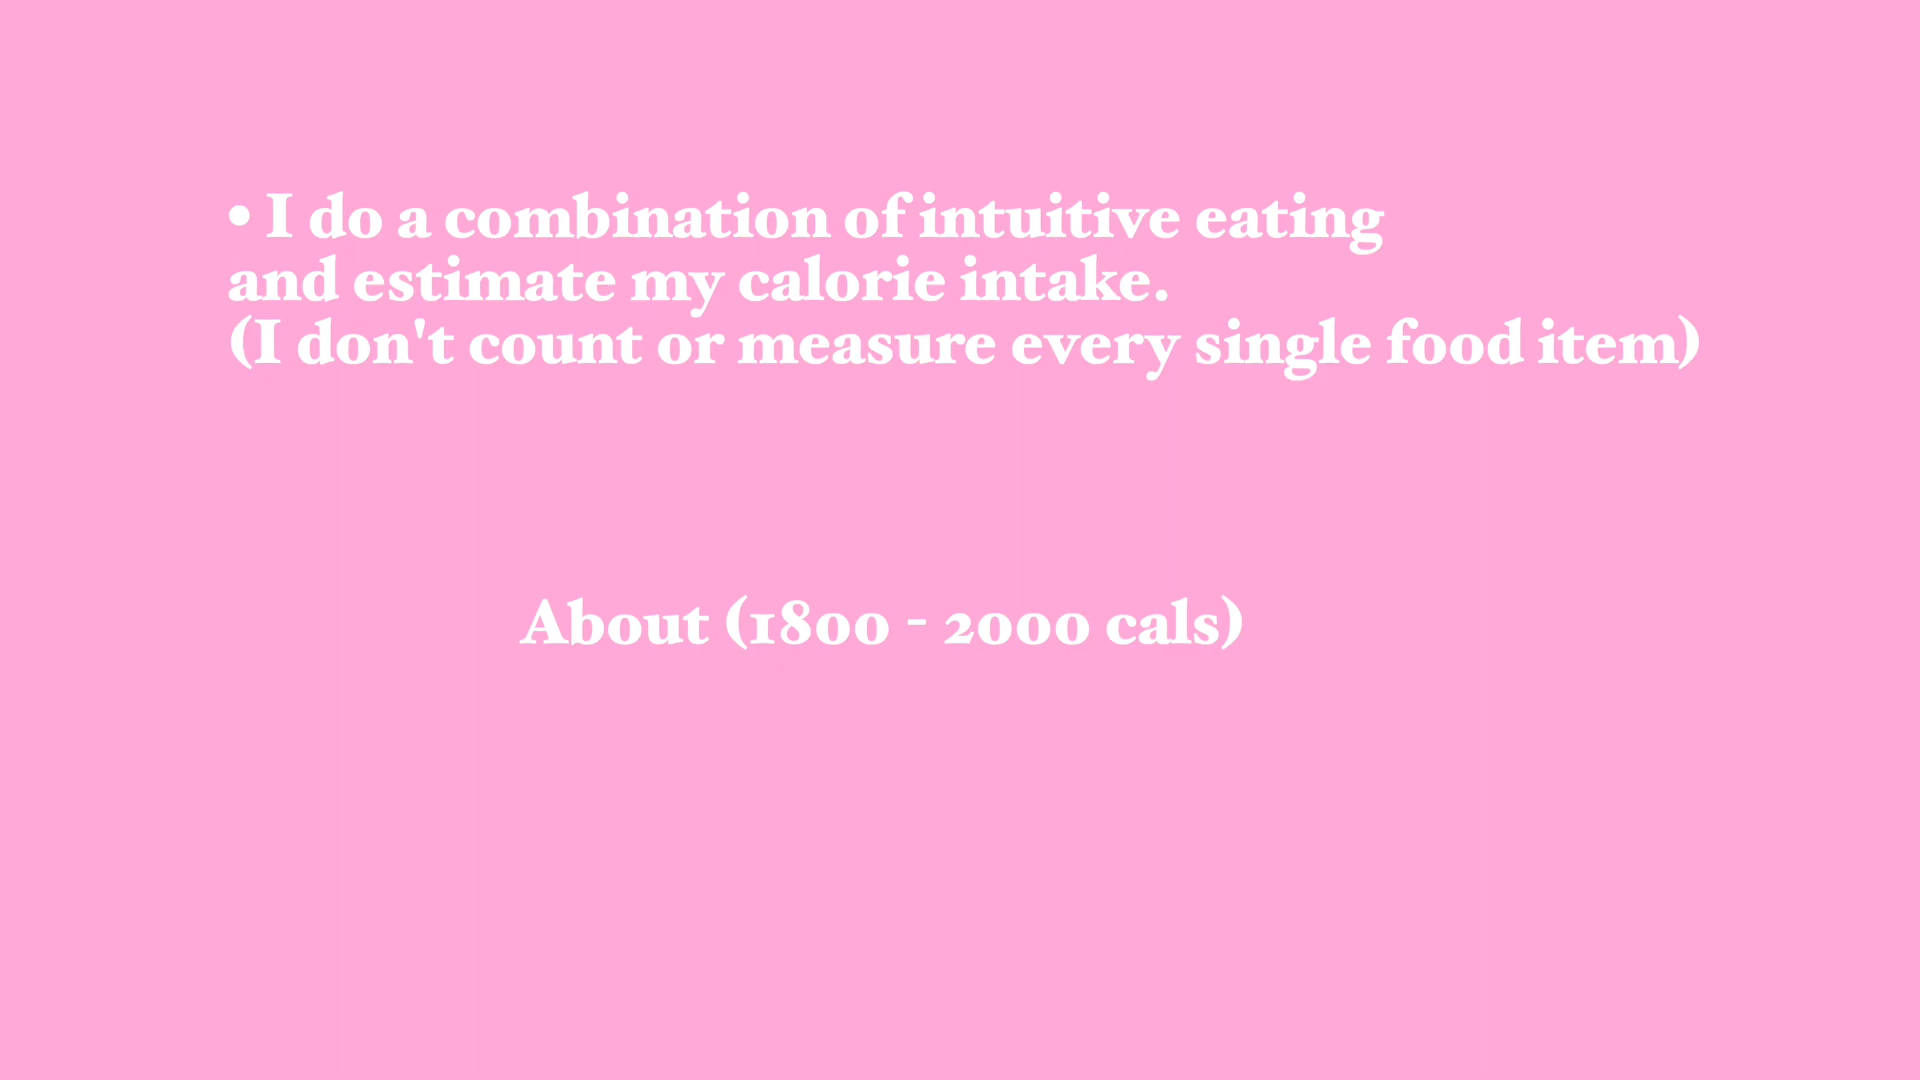 • I do a combination of intuitive eating
and estimate my calorie intake.
(I don't count or measure every single food item)
About (1800 - 2000 cals)